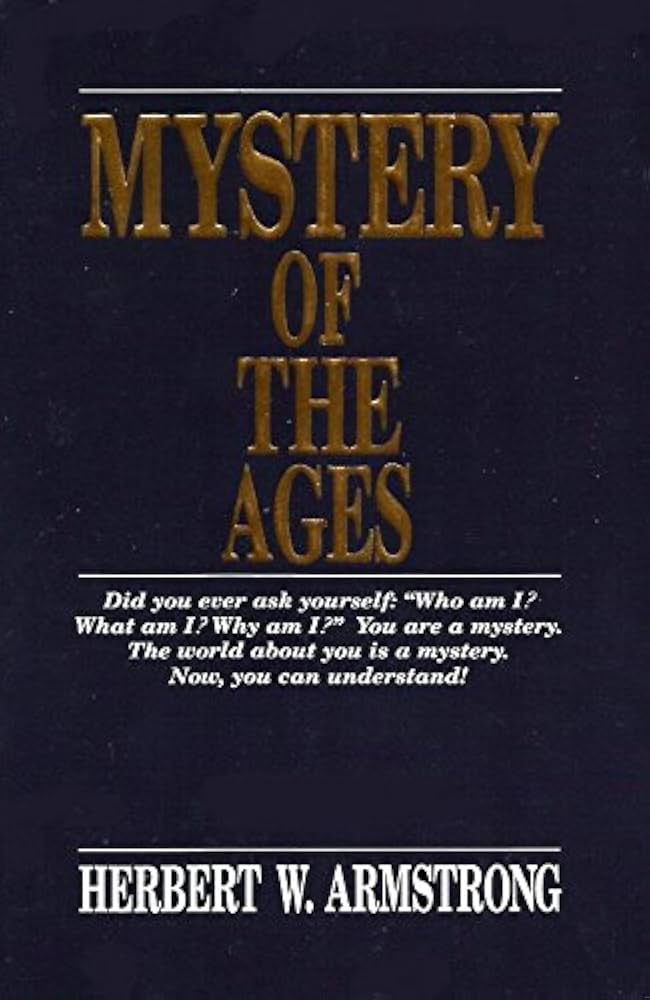 MYSTERY
OF
THE
AGES
Did you ever ask yourself: “Who am I?
What am I? Why am I?” You are a mystery.
The world about you is a mystery.
Now, you can understand!
HERBERT W. ARMSTRONG